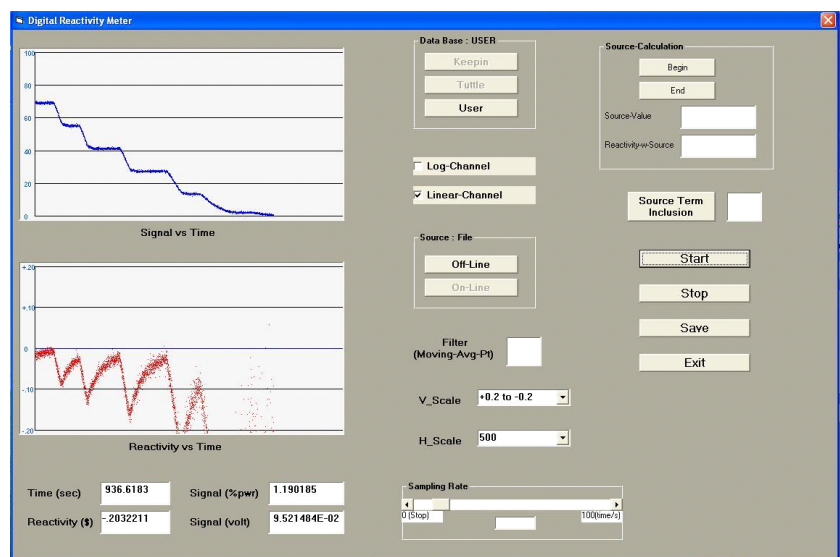 Digital Reactivity Meter
100
80
60
40
20
0
Signal vs Time
+.20
+.10
0
-.10
-.20
Reactivity vs Time
Time (sec) 936.6183 Signal (%pwr) 1.190185
Reactivity ($) -.2032211 Signal (volt) 9.521484E-02
Data Base : USER
Keepin
Tuttle
User
Log-Channel
Linear-Channel
Source : File
Off-Line
On-Line
Filter
(Moving-Avg-Pt)
V_Scale +0.2 to -0.2
H_Scale 500
Sampling Rate
0 (Stop) 100(time/s)
Source-Calculation
Begin
End
Source-Value
Reactivity-w-Source
Source Term
Inclusion
Start
Stop
Save
Exit